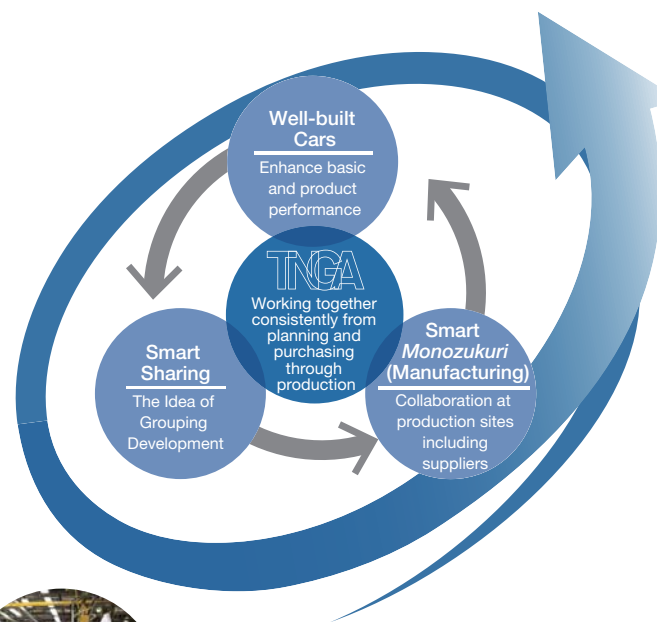 Well-built
Cars
Enhance basic
and product
performance
TNGA
Working together
consistently from
planning and
purchasing
through
production
Smart
Sharing
The Idea of
Grouping
Development
Smart
Monozukuri
(Manufacturing)
Collaboration at
production sites
including
suppliers